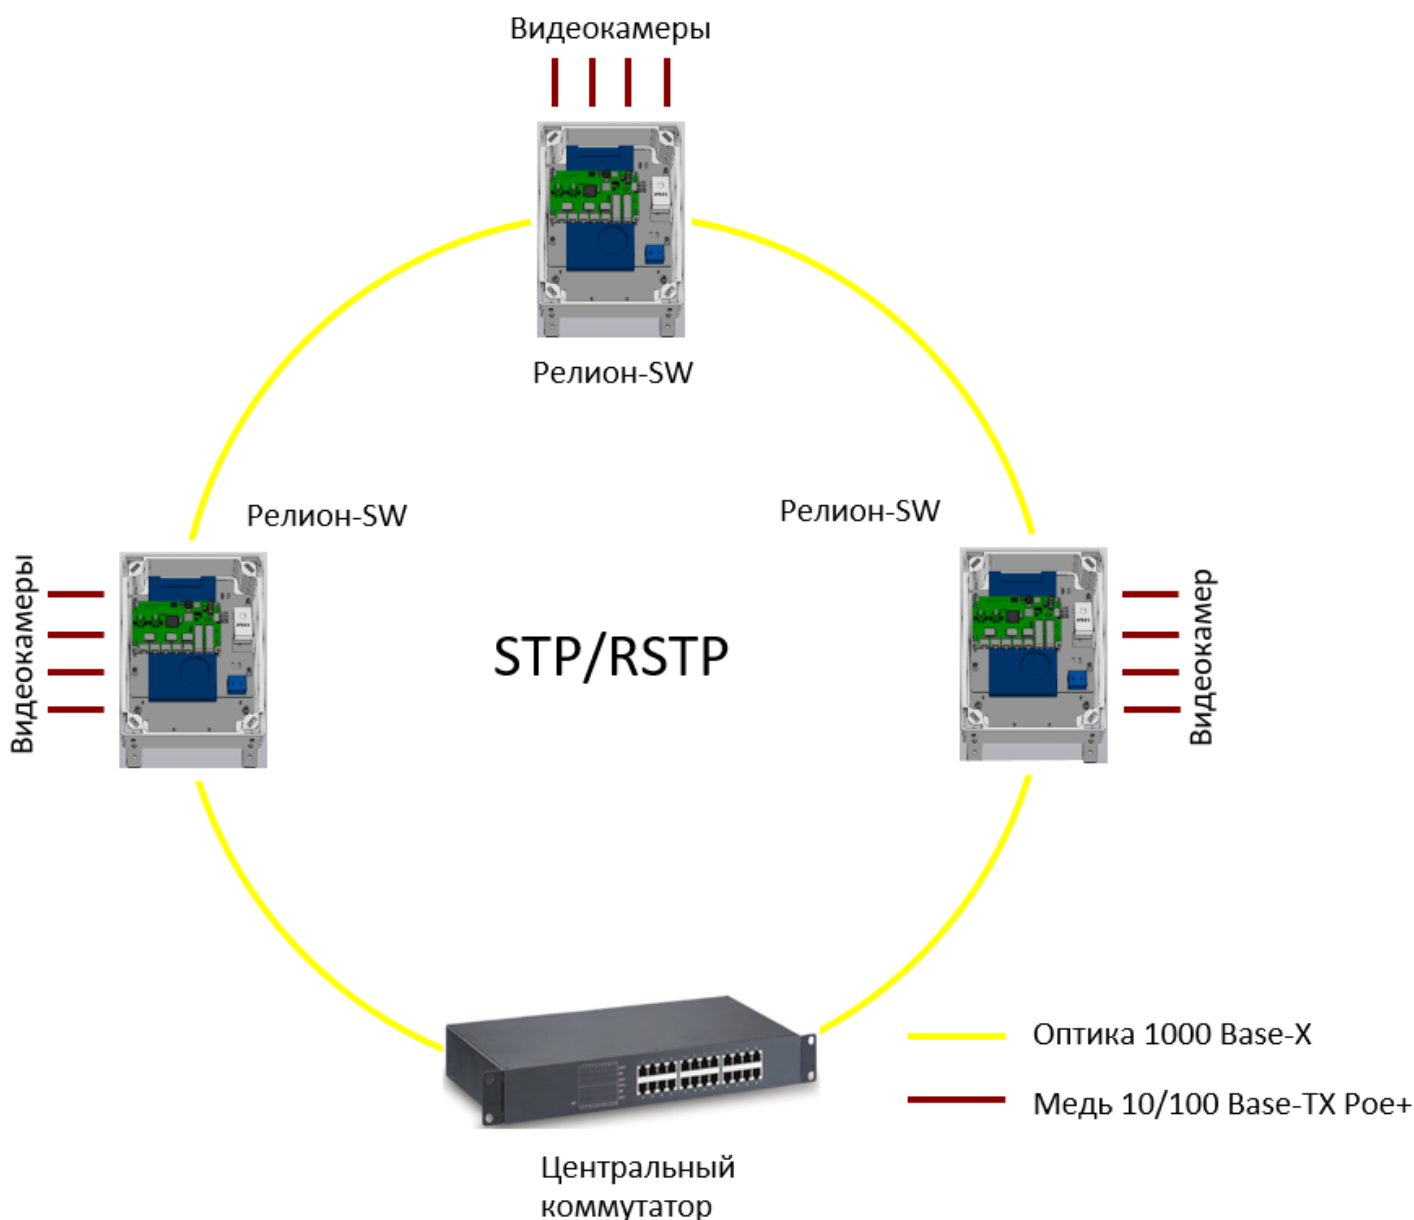 Видеокамеры
Релион-SW
Релион-SW
Релион-SW
Видеокамеры
STP/RSTP
Видеокамер
Оптика 1000 Base-X
Медь 10/100 Base-TX Poe+
Центральный
коммутатор